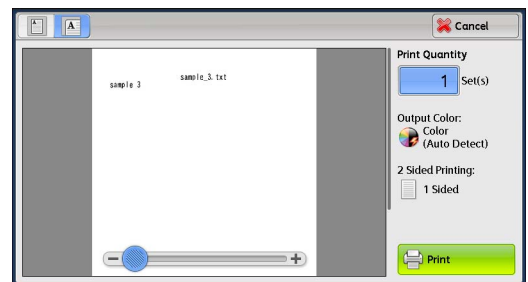 A
A
Cancel
sample_3.txt
sample 3
Print Quantity
1 Set(s)
Output Color:
Color
(Auto Detect)
2 Sided Printing:
1 Sided
Print